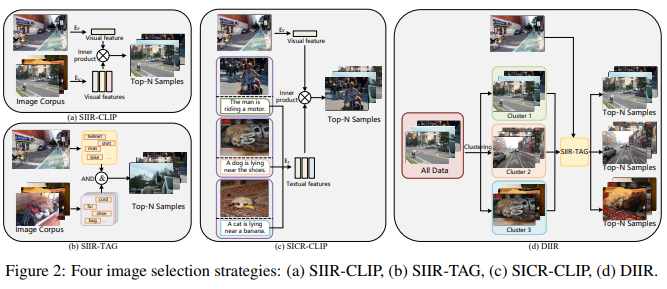 Ev
Visual feature
Inner
product
Ev
Visual features
Image Corpus
Top-N Samples
(a) SIIR-CLIP
helmet
shirt
man
bike
...
AND
&
cord
fur
shoe
bag
...
Image Corpus
Top-N Samples
(b) SIIR-TAG
Ev
Visual feature
The man is
riding a motor.
Inner
product
Top-N Samples
A dog is lying
near the shoes.
ET
Textual features
A cat is lying
near a banana.
(c) SICR-CLIP
All Data
Clustering
Cluster 1
Cluster 2
Cluster 3
SIIR-TAG
Top-N Samples
Top-N Samples
Top-N Samples
(d) DIIR
Figure 2: Four image selection strategies: (a) SIIR-CLIP, (b) SIIR-TAG, (c) SICR-CLIP, (d) DIIR.